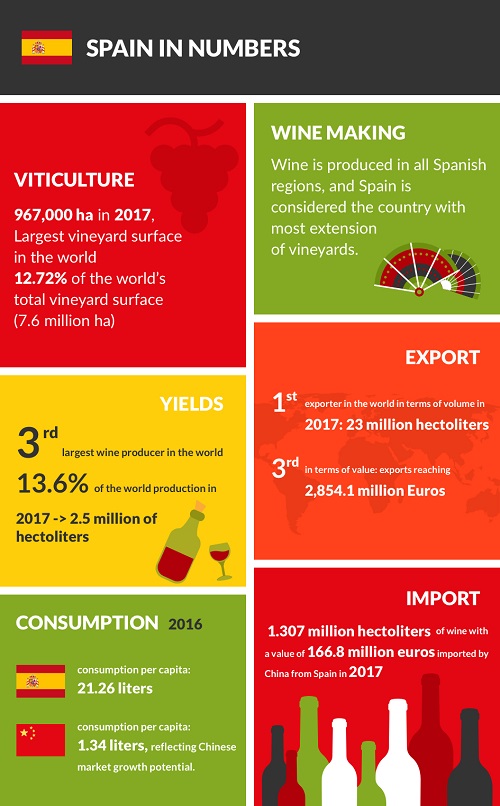 SPAIN IN NUMBERS
VITICULTURE
967,000 ha in 2017,
Largest vineyard surface
in the world
12.72% of the world's
total vineyard surface
(7.6 million ha)
WINE MAKING
Wine is produced in all Spanish
regions, and Spain is
considered the country with
most extension
of vineyards.
YIELDS
3rd largest wine producer in the world
13.6% of the world production in
2017 -> 2.5 million of
hectoliters
EXPORT
1st exporter in the world in terms of volume in
2017: 23 million hectoliters
3rd in terms of value: exports reaching
2,854.1 million Euros
CONSUMPTION 2016
consumption per capita:
21.26 liters
consumption per capita:
1.34 liters, reflecting Chinese
market growth potential.
IMPORT
1.307 million hectoliters of wine with
a value of 166.8 million euros imported by
China from Spain in 2017